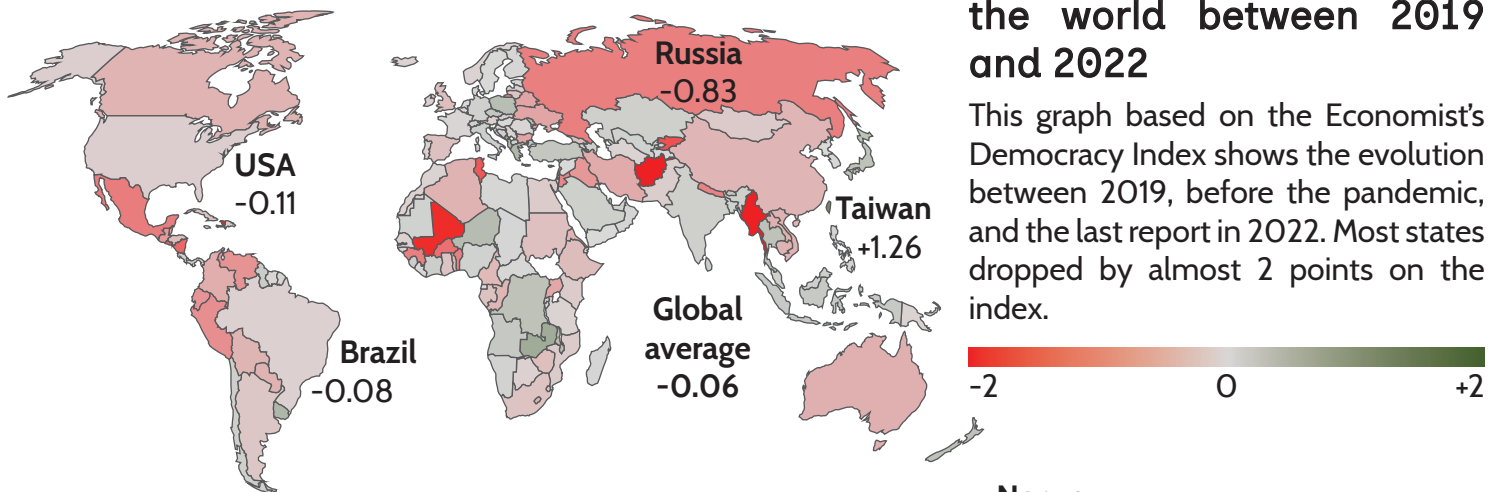 the world between 2019
and 2022
This graph based on the Economist's
Democracy Index shows the evolution
between 2019, before the pandemic,
and the last report in 2022. Most states
dropped by almost 2 points on the
index.
-2 0 +2
Russia
-0.83
USA
-0.11
Taiwan
+1.26
Global
average
-0.06
Brazil
-0.08